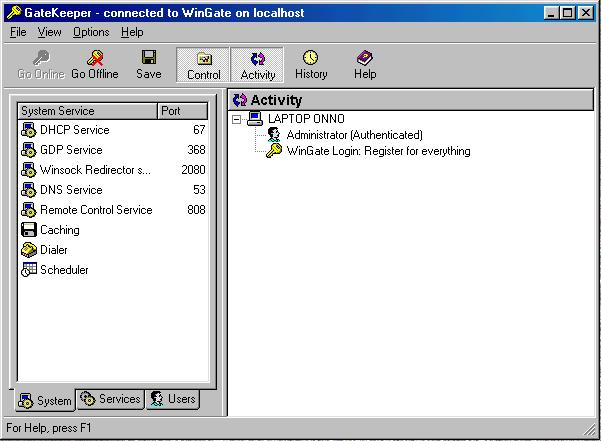 GateKeeper - connected to WinGate on localhost
File View Options Help
Go Online Go Offline Save Control Activity History Help
System Service Port
DHCP Service 67
GDP Service 368
Winsock Redirector s... 2080
DNS Service 53
Remote Control Service 808
Caching
Dialer
Scheduler
System Services Users
Activity
LAPTOP ONNO
Administrator (Authenticated)
WinGate Login: Register for everything
For Help, press F1